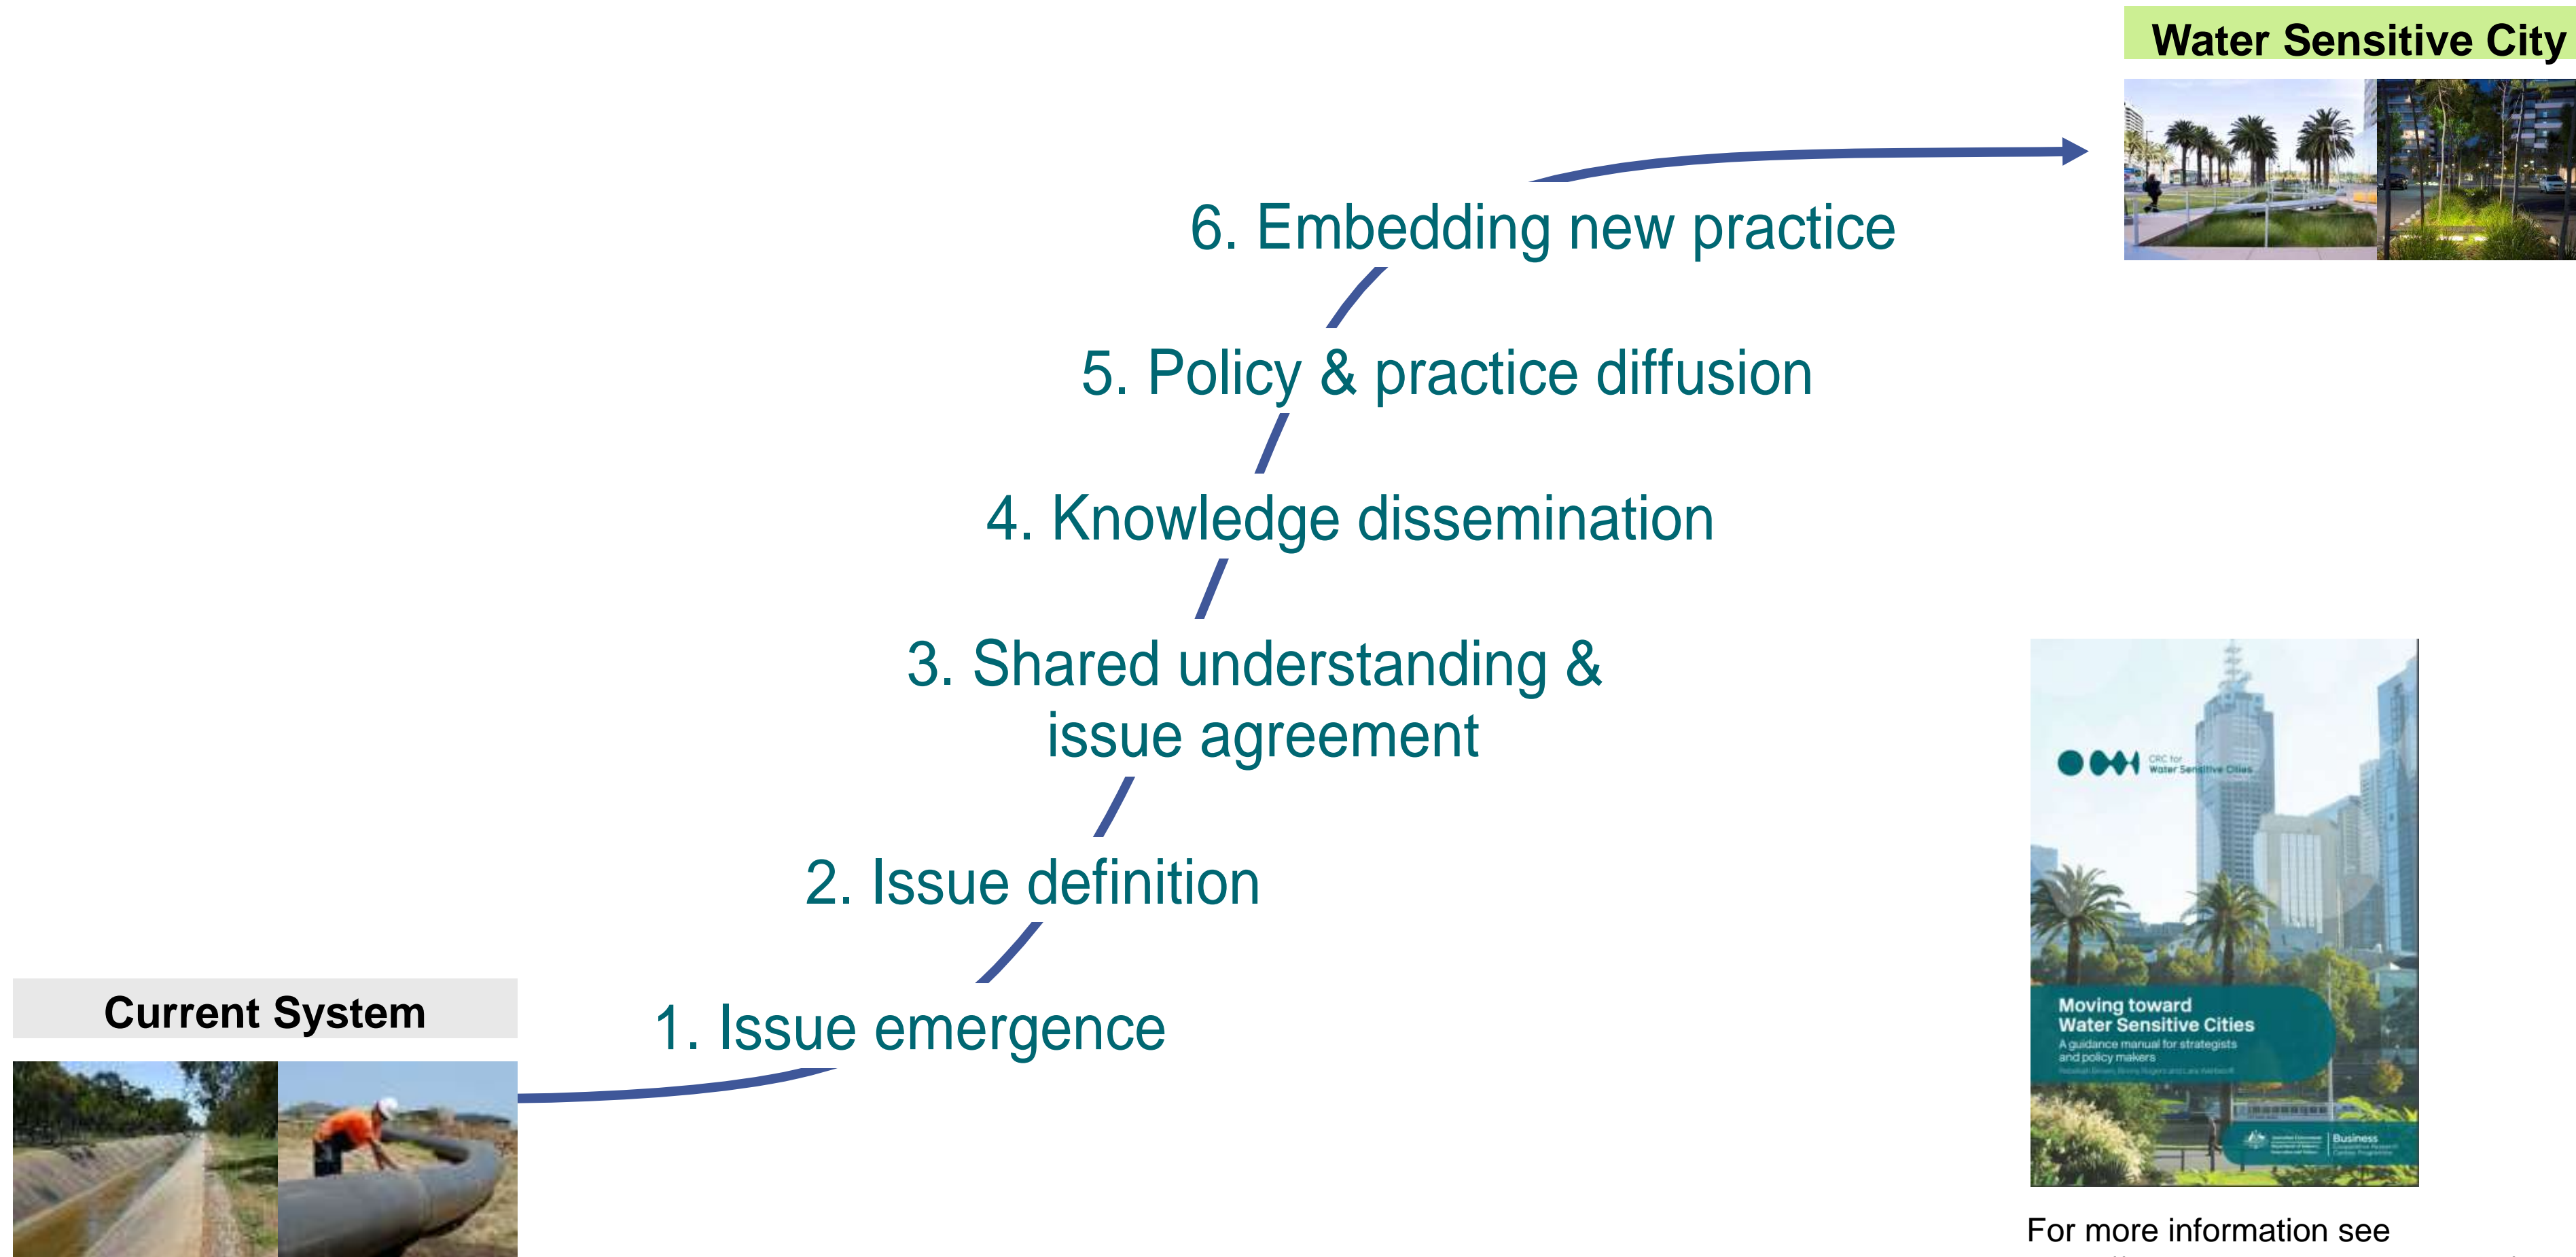 Water Sensitive City
6. Embedding new practice
5. Policy & practice diffusion
4. Knowledge dissemination
3. Shared understanding &
issue agreement
2. Issue definition
1. Issue emergence
Current System
CRC for
Water Sensitive Cities
Moving toward
Water Sensitive Cities
A guidance manual for strategists
and policy makers
Business
For more information see